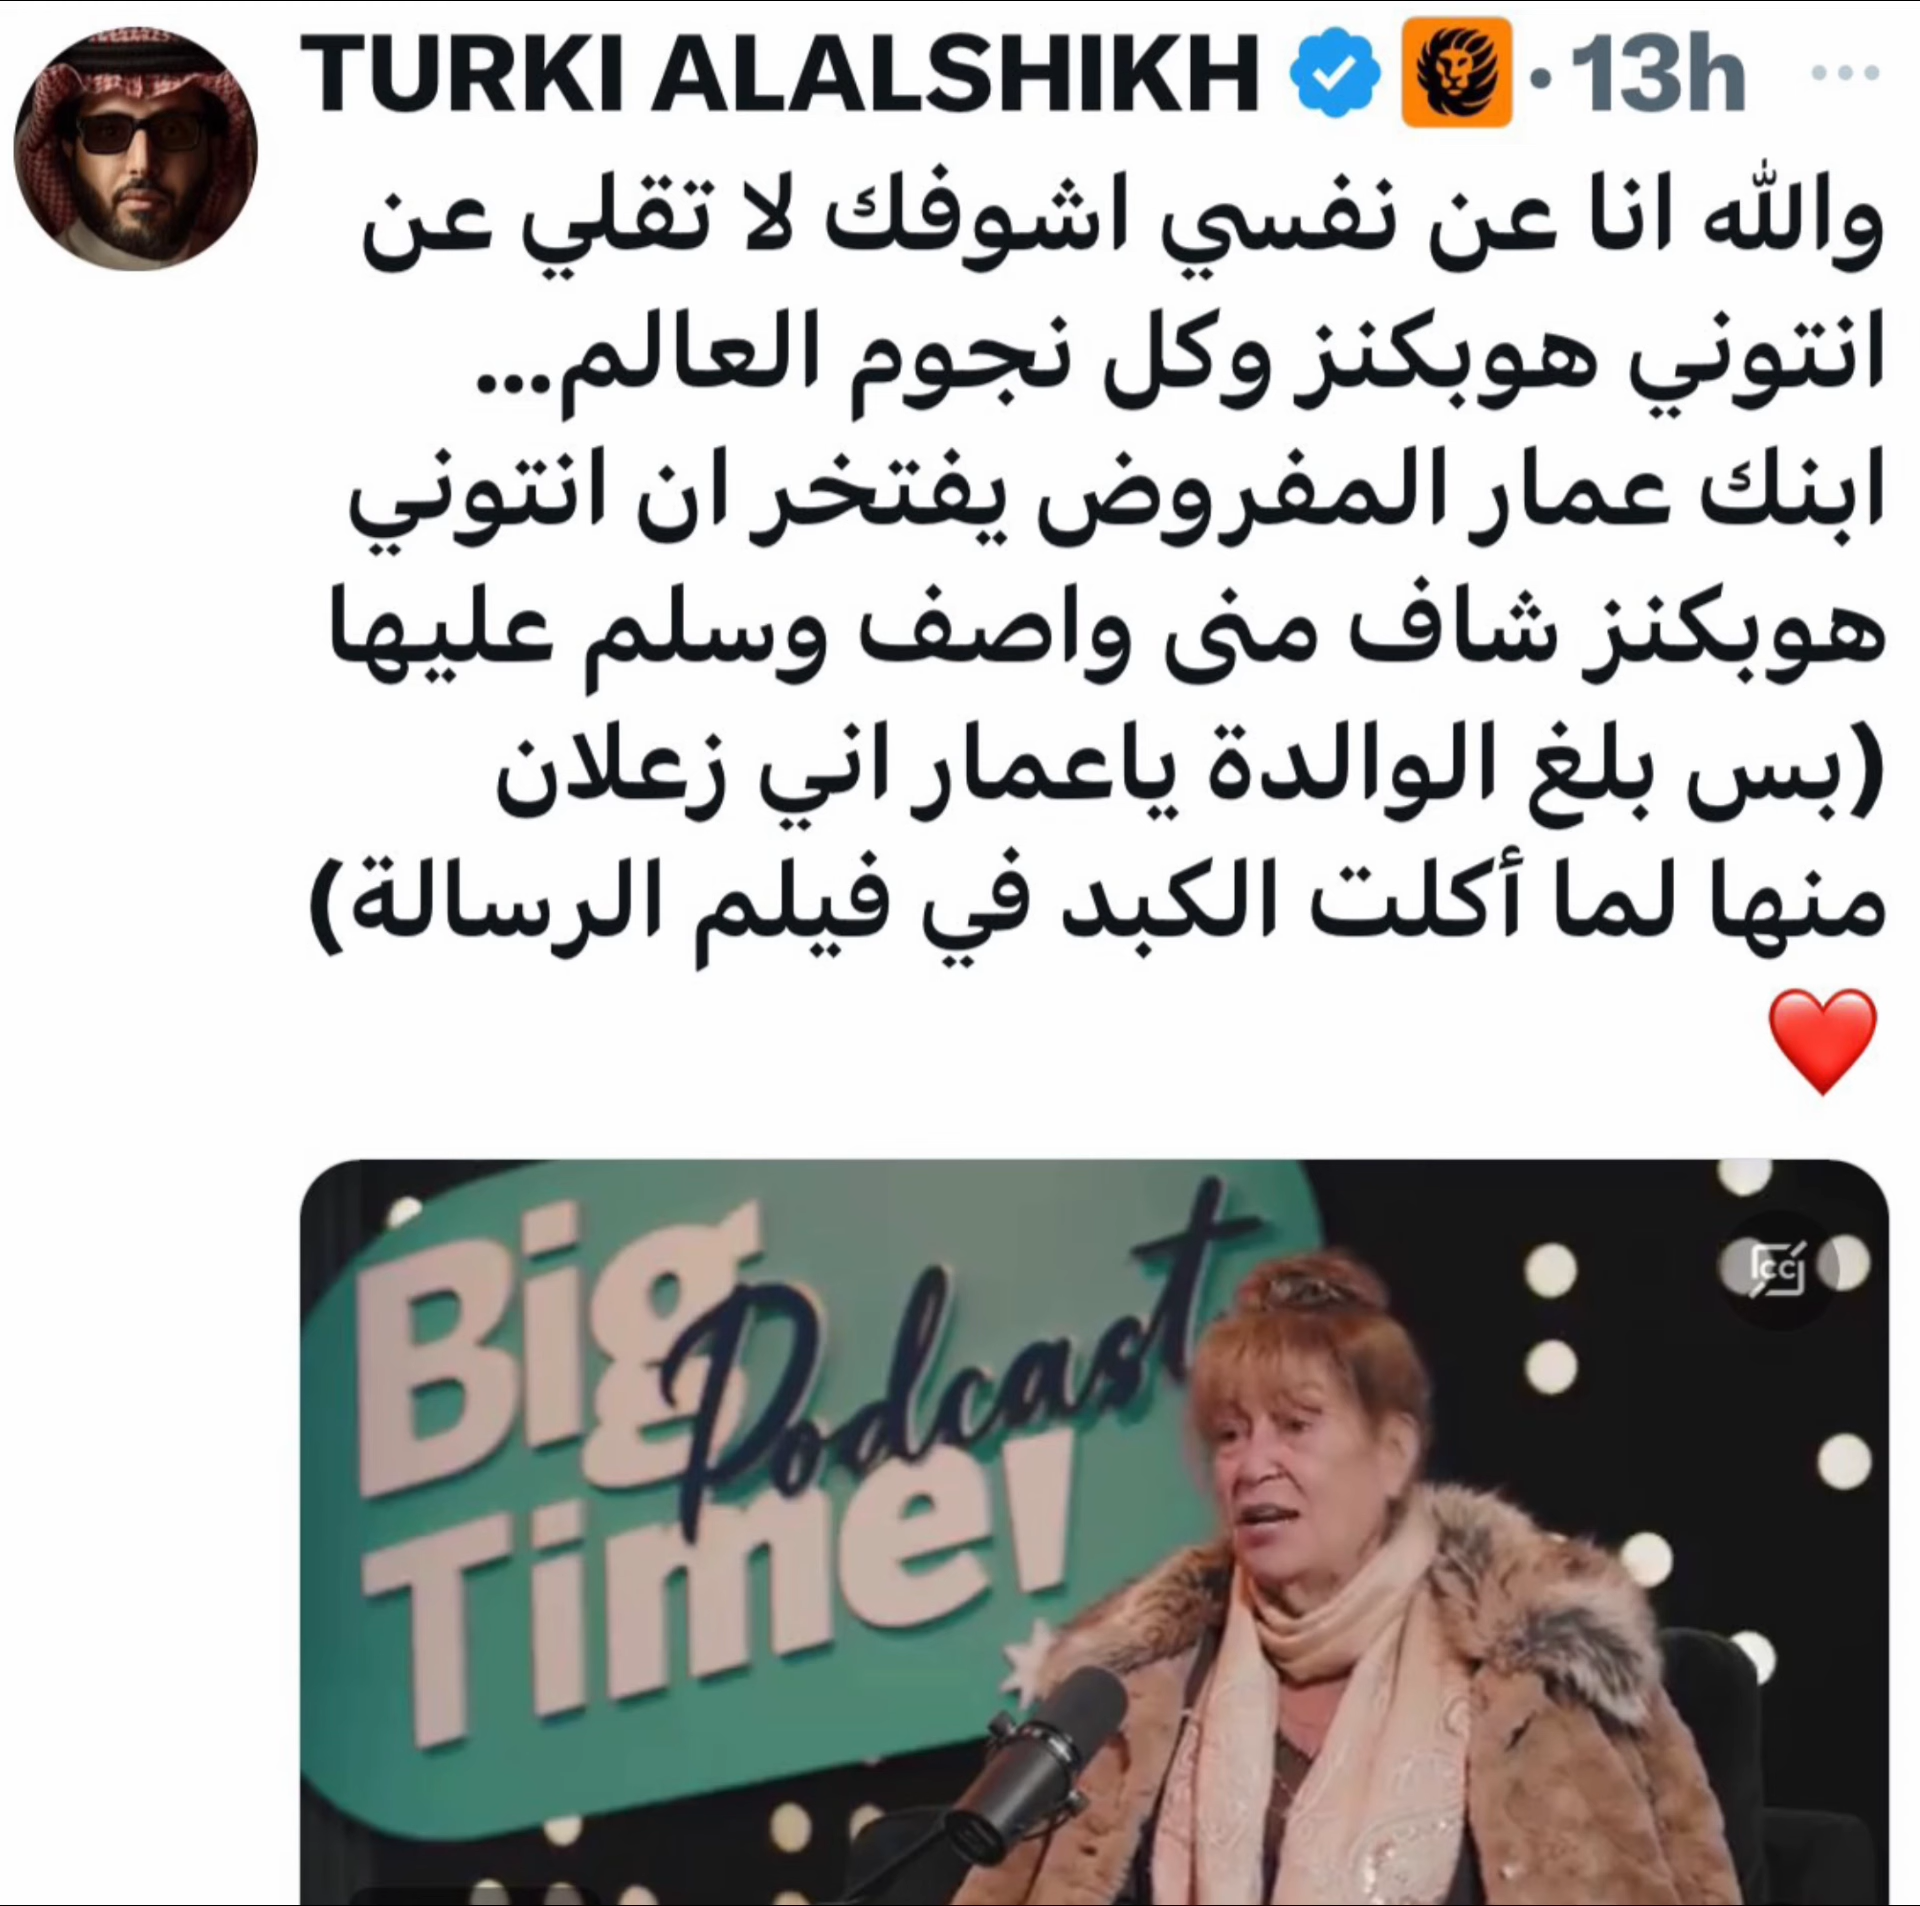 TURKI ALALSHIKH · 13h
والله انا عن نفسي اشوفك لا تقلي عن
انتوني هوبكنز وكل نجوم العالم...
ابنك عمار المفروض يفتخر ان انتوني
هوبكنز شاف منى واصف وسلم عليها
(بس بلغ الوالدة ياعمار اني زعلان
منها لما أكلت الكبد في فيلم الرسالة)
❤️
CC
Big
Podcast
Time!